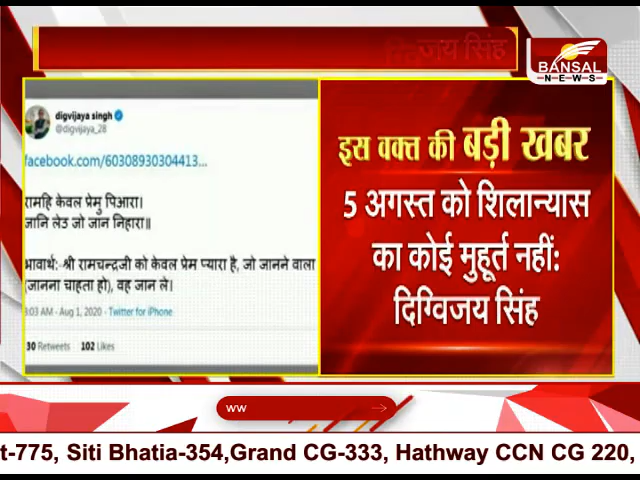 दिग्विजय सिंह
BANSAL
NEWS
digvijaya singh
@digvijaya_28
facebook.com/60308930304413...
रामहि केवल प्रेमु पिआरा।
जानि लेउ जो जान निहारा॥
भावार्थ:- श्री रामचन्द्रजी को केवल प्रेम प्यारा है, जो जानने वाला
(जानना चाहता हो), वह जान ले।
:03 AM - Aug 1, 2020 · Twitter for iPhone
30 Retweets 102 Likes
इस वक्त की बड़ी खबर
5 अगस्त को शिलान्यास
का कोई मुहूर्त नहीं:
दिग्विजय सिंह
ww
t-775, Siti Bhatia-354,Grand CG-333, Hathway CCN CG 220,